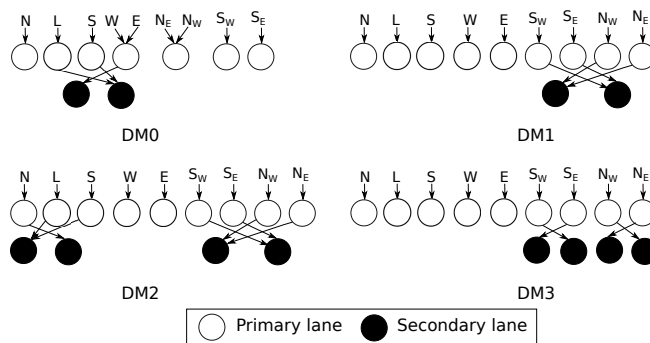 N L S W E N_E N_W S_W S_E
DM0
N L S W E S_W S_E N_W N_E
DM1
N L S W E S_W S_E N_W N_E
DM2
N L S W E S_W S_E N_W N_E
DM3
Primary lane Secondary lane